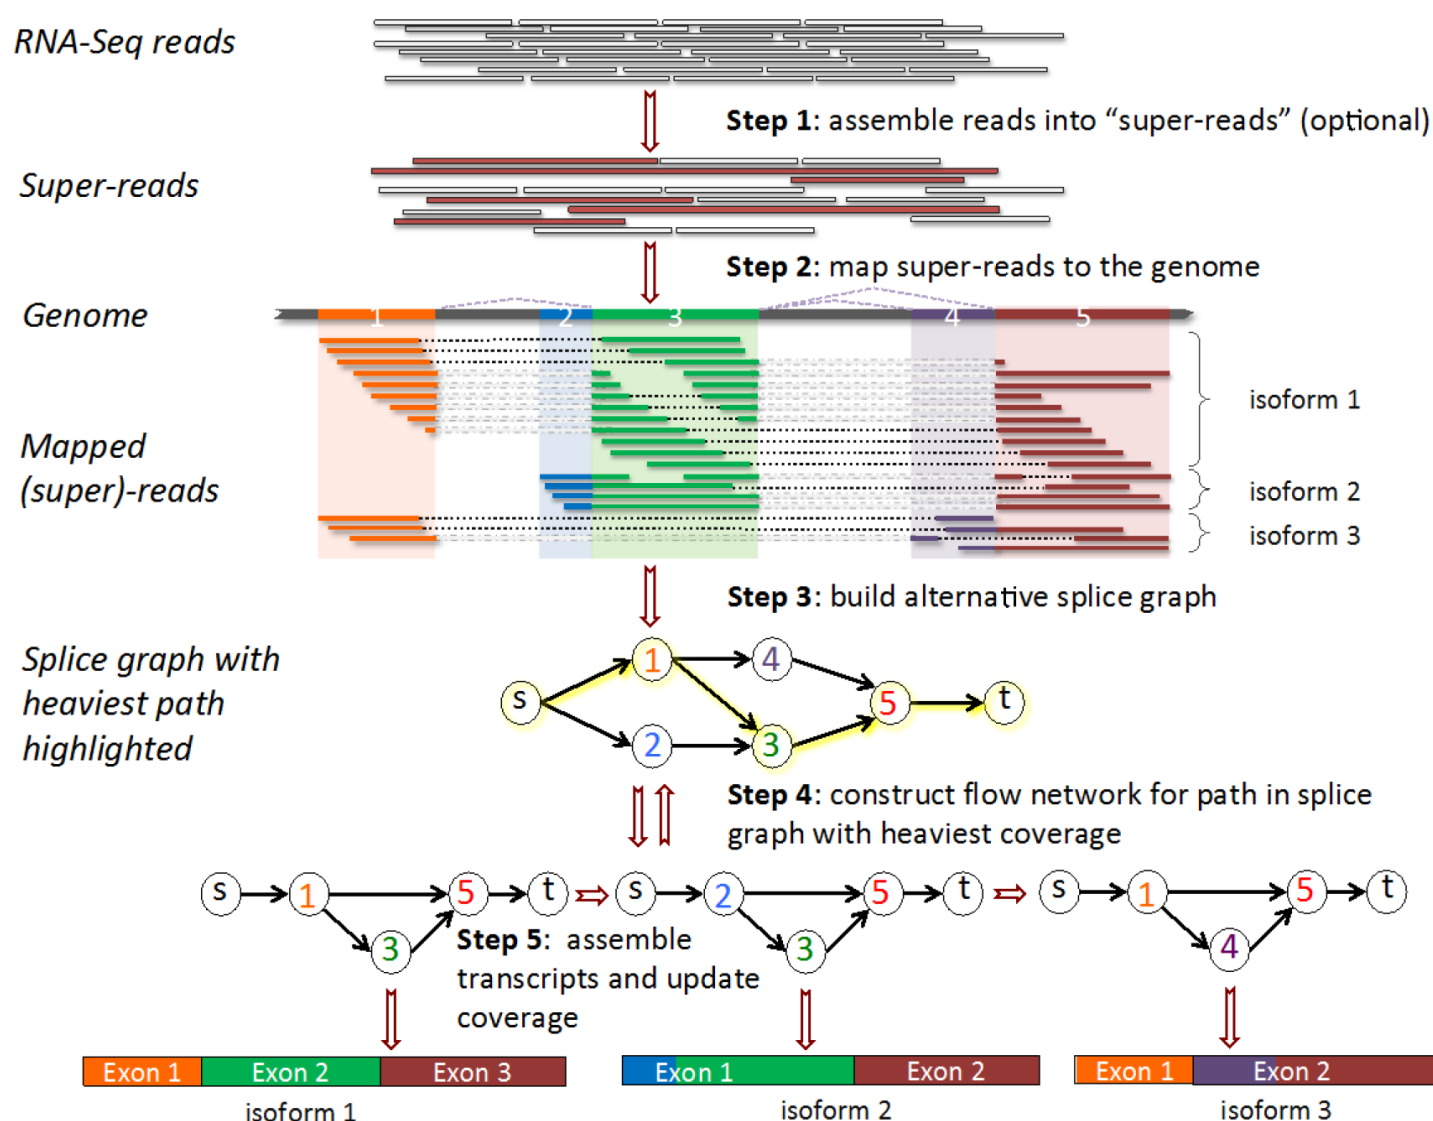 RNA-Seq reads
Step 1: assemble reads into “super-reads” (optional)
Super-reads
Step 2: map super-reads to the genome
Genome
1 2 3 4 5
isoform 1
Mapped
(super)-reads
isoform 2
isoform 3
Step 3: build alternative splice graph
Splice graph with
heaviest path
highlighted
1 4
s 5 t
2 3
Step 4: construct flow network for path in splice
graph with heaviest coverage
s 1 5 t s 2 5 t s 1 5 t
3 3 4
Step 5: assemble
transcripts and update
coverage
Exon 1 Exon 2 Exon 3 Exon 1 Exon 2 Exon 1 Exon 2
isoform 1 isoform 2 isoform 3